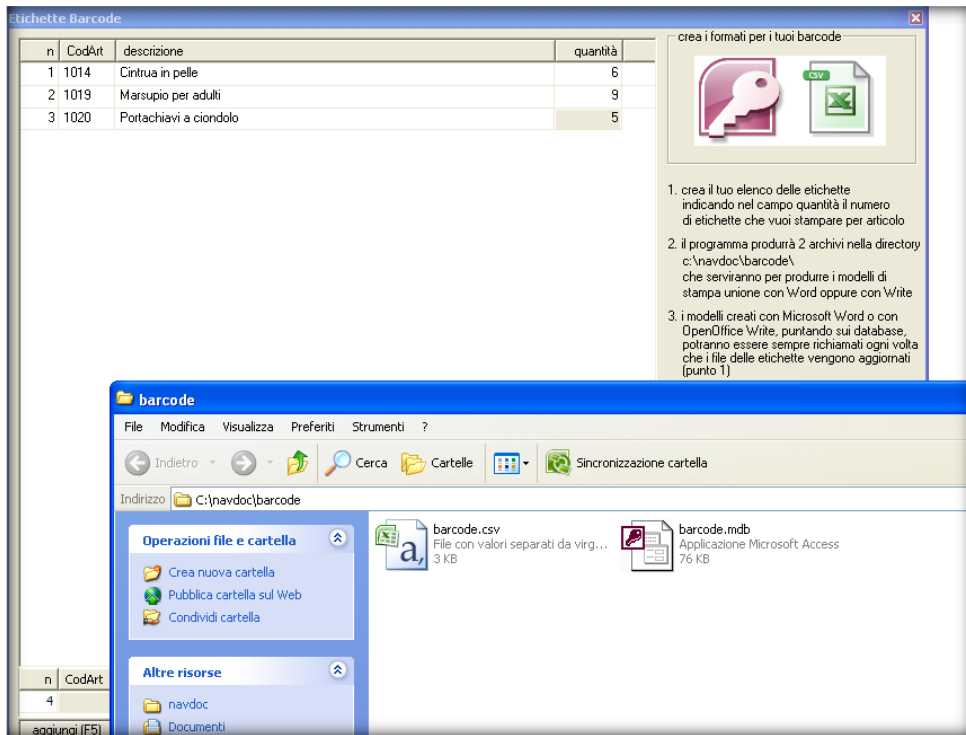 Etichette Barcode
n CodArt descrizione quantità
1 1014 Cintrua in pelle 6
2 1019 Marsupio per adulti 9
3 1020 Portachiavi a ciondolo 5
crea i formati per i tuoi barcode
CSV
1. crea il tuo elenco delle etichette
indicando nel campo quantità il numero
di etichette che vuoi stampare per articolo
2. il programma produrrà 2 archivi nella directory
c:\navdoc\barcode\
che serviranno per produrre i modelli di
stampa unione con Word oppure con Write
3. i modelli creati con Microsoft Word o con
OpenOffice Write, puntando sui database,
potranno essere sempre richiamati ogni volta
che i file delle etichette vengono aggiornati
(punto 1)
barcode
File Modifica Visualizza Preferiti Strumenti ?
Indietro Cerca Cartelle Sincronizzazione cartella
Indirizzo C:\navdoc\barcode
Operazioni file e cartella
Crea nuova cartella
Pubblica cartella sul Web
Condividi cartella
Altre risorse
navdoc
Documenti
a,
barcode.csv
File con valori separati da virg...
3 KB
barcode.mdb
Applicazione Microsoft Access
76 KB
n CodArt
4
aggiungi (F5)